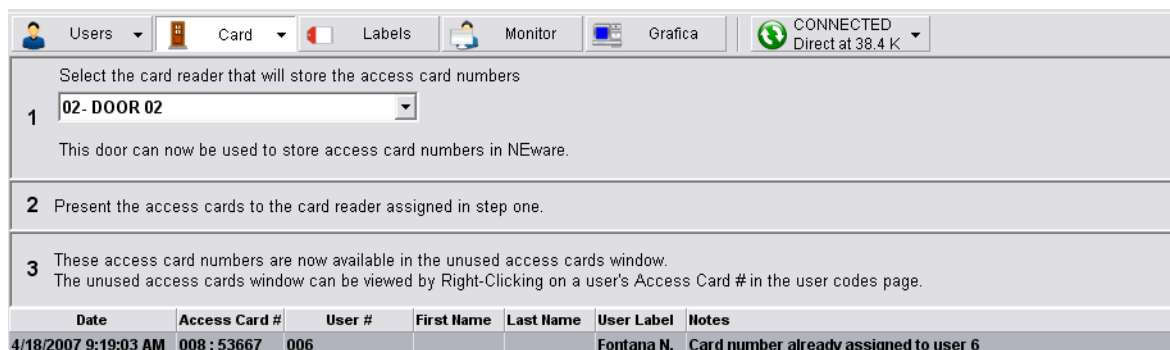 Users Card Labels Monitor Grafica CONNECTED
Direct at 38.4 K
Select the card reader that will store the access card numbers
1
02- DOOR 02
This door can now be used to store access card numbers in NEware.
2 Present the access cards to the card reader assigned in step one.
3
These access card numbers are now available in the unused access cards window.
The unused access cards window can be viewed by Right-Clicking on a user's Access Card # in the user codes page.
Date Access Card # User # First Name Last Name User Label Notes
4/18/2007 9:19:03 AM 008 : 53667 006 Fontana N. Card number already assigned to user 6